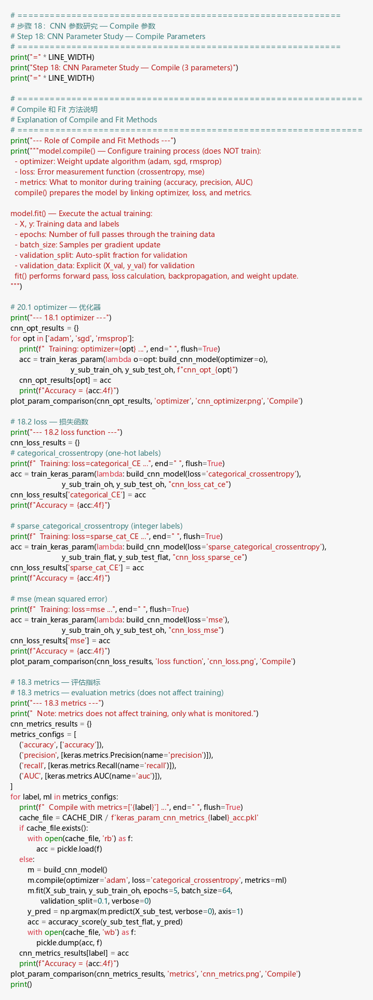 # ============================================================
# 步骤 18：CNN 参数研究 — Compile 参数
# Step 18: CNN Parameter Study — Compile Parameters
# ============================================================
print("=" * LINE_WIDTH)
print("Step 18: CNN Parameter Study — Compile (3 parameters)")
print("=" * LINE_WIDTH)

# ================================================================
# Compile 和 Fit 方法说明
# Explanation of Compile and Fit Methods
# ================================================================
print("--- Role of Compile and Fit Methods ---")
print("""model.compile() — Configure training process (does NOT train):
  - optimizer: Weight update algorithm (adam, sgd, rmsprop)
  - loss: Error measurement function (crossentropy, mse)
  - metrics: What to monitor during training (accuracy, precision, AUC)
  compile() prepares the model by linking optimizer, loss, and metrics.

model.fit() — Execute the actual training:
  - X, y: Training data and labels
  - epochs: Number of full passes through the training data
  - batch_size: Samples per gradient update
  - validation_split: Auto-split fraction for validation
  - validation_data: Explicit (X_val, y_val) for validation
  fit() performs forward pass, loss calculation, backpropagation, and weight update.
""")

# 20.1 optimizer — 优化器
print("--- 18.1 optimizer ---")
cnn_opt_results = {}
for opt in ['adam', 'sgd', 'rmsprop']:
    print(f"  Training: optimizer={opt} ...", end=" ", flush=True)
    acc = train_keras_param(lambda o=opt: build_cnn_model(optimizer=o),
                            y_sub_train_oh, y_sub_test_oh, f"cnn_opt_{opt}")
    cnn_opt_results[opt] = acc
    print(f"Accuracy = {acc:.4f}")
plot_param_comparison(cnn_opt_results, 'optimizer', 'cnn_optimizer.png', 'Compile')

# 18.2 loss — 损失函数
print("--- 18.2 loss function ---")
cnn_loss_results = {}
# categorical_crossentropy (one-hot labels)
print(f"  Training: loss=categorical_CE ...", end=" ", flush=True)
acc = train_keras_param(lambda: build_cnn_model(loss='categorical_crossentropy'),
                        y_sub_train_oh, y_sub_test_oh, "cnn_loss_cat_ce")
cnn_loss_results['categorical_CE'] = acc
print(f"Accuracy = {acc:.4f}")

# sparse_categorical_crossentropy (integer labels)
print(f"  Training: loss=sparse_cat_CE ...", end=" ", flush=True)
acc = train_keras_param(lambda: build_cnn_model(loss='sparse_categorical_crossentropy'),
                        y_sub_train_flat, y_sub_test_flat, "cnn_loss_sparse_ce")
cnn_loss_results['sparse_cat_CE'] = acc
print(f"Accuracy = {acc:.4f}")

# mse (mean squared error)
print(f"  Training: loss=mse ...", end=" ", flush=True)
acc = train_keras_param(lambda: build_cnn_model(loss='mse'),
                        y_sub_train_oh, y_sub_test_oh, "cnn_loss_mse")
cnn_loss_results['mse'] = acc
print(f"Accuracy = {acc:.4f}")
plot_param_comparison(cnn_loss_results, 'loss function', 'cnn_loss.png', 'Compile')

# 18.3 metrics — 评估指标
# 18.3 metrics — evaluation metrics (does not affect training)
print("--- 18.3 metrics ---")
print("  Note: metrics does not affect training, only what is monitored.")
cnn_metrics_results = {}
metrics_configs = [
    ('accuracy', ['accuracy']),
    ('precision', [keras.metrics.Precision(name='precision')]),
    ('recall', [keras.metrics.Recall(name='recall')]),
    ('AUC', [keras.metrics.AUC(name='auc')]),
]
for label, ml in metrics_configs:
    print(f"  Compile with metrics=['{label}'] ...", end=" ", flush=True)
    cache_file = CACHE_DIR / f'keras_param_cnn_metrics_{label}_acc.pkl'
    if cache_file.exists():
        with open(cache_file, 'rb') as f:
            acc = pickle.load(f)
    else:
        m = build_cnn_model()
        m.compile(optimizer='adam', loss='categorical_crossentropy', metrics=ml)
        m.fit(X_sub_train, y_sub_train_oh, epochs=5, batch_size=64,
              validation_split=0.1, verbose=0)
        y_pred = np.argmax(m.predict(X_sub_test, verbose=0), axis=1)
        acc = accuracy_score(y_sub_test_flat, y_pred)
        with open(cache_file, 'wb') as f:
            pickle.dump(acc, f)
    cnn_metrics_results[label] = acc
    print(f"Accuracy = {acc:.4f}")
plot_param_comparison(cnn_metrics_results, 'metrics', 'cnn_metrics.png', 'Compile')
print()